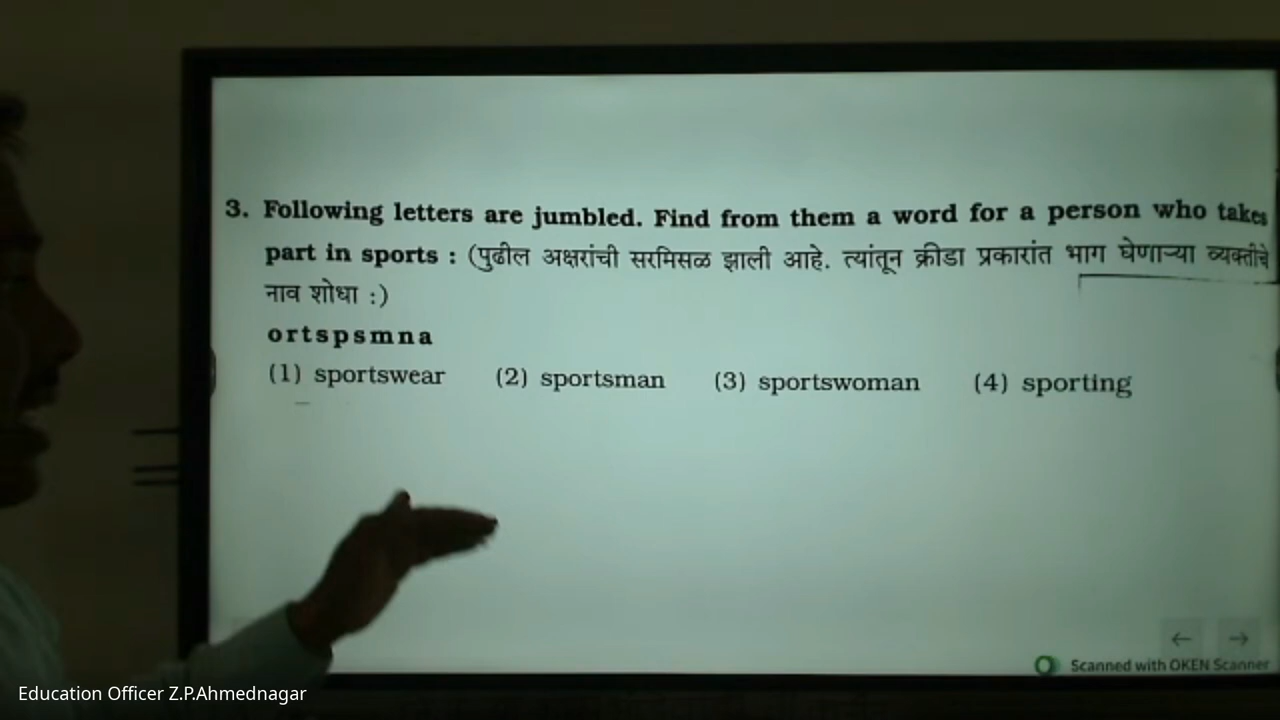 3. Following letters are jumbled. Find from them a word for a person who takes
part in sports : (पुढील अक्षरांची सरमिसळ झाली आहे. त्यांतून क्रीडा प्रकारांत भाग घेणाऱ्या व्यक्तीचे
नाव शोधा :)
ortspsmna
(1) sportswear (2) sportsman (3) sportswoman (4) sporting
Scanned with OKEN Scanner
Education Officer Z.P.Ahmednagar